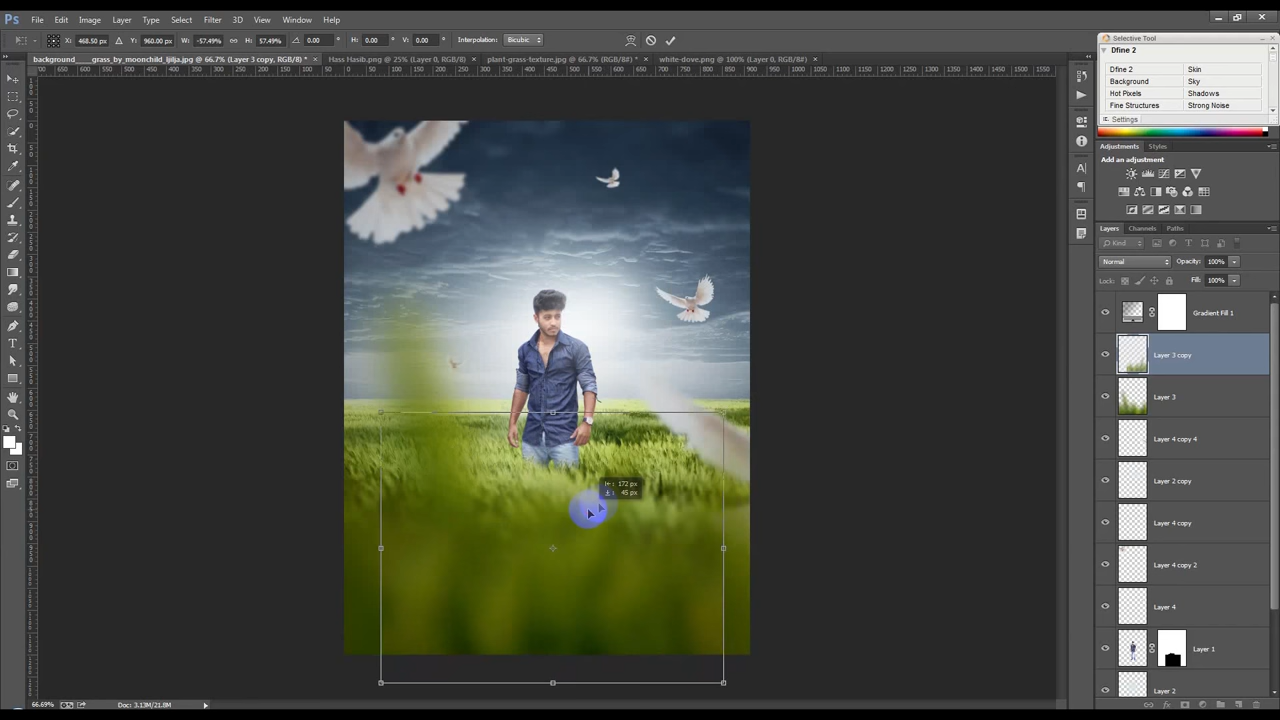 Ps File Edit Image Layer Type Select Filter 3D View Window Help
Selective Tool
X: 468.50 px Y: 960.00 px W: -57.49% H: 57.49% 0.00 ° H: 0.00 ° V: 0.00 ° Interpolation: Bicubic
Dfine 2
background____grass_by_moonchild_ljilja.jpg @ 66.7% (Layer 3 copy, RGB/8) * × Hass Hasib.png @ 25% (Layer 0, RGB/8) × plant-grass-texture.jpg @ 66.7% (RGB/8#) * × white-dove.png @ 100% (Layer 0, RGB/8#) ×
Dfine 2 Skin
Background Sky
Hot Pixels Shadows
Fine Structures Strong Noise
Settings
Adjustments Styles
Add an adjustment
Layers Channels Paths
Kind
Normal Opacity: 100%
Lock: Fill: 100%
Gradient Fill 1
Layer 3 copy
Layer 3
Layer 4 copy 4
Layer 2 copy
172 px
45 px
Layer 4 copy
Layer 4 copy 2
Layer 4
Layer 1
Layer 2
66.69% Doc: 3.13M/21.8M